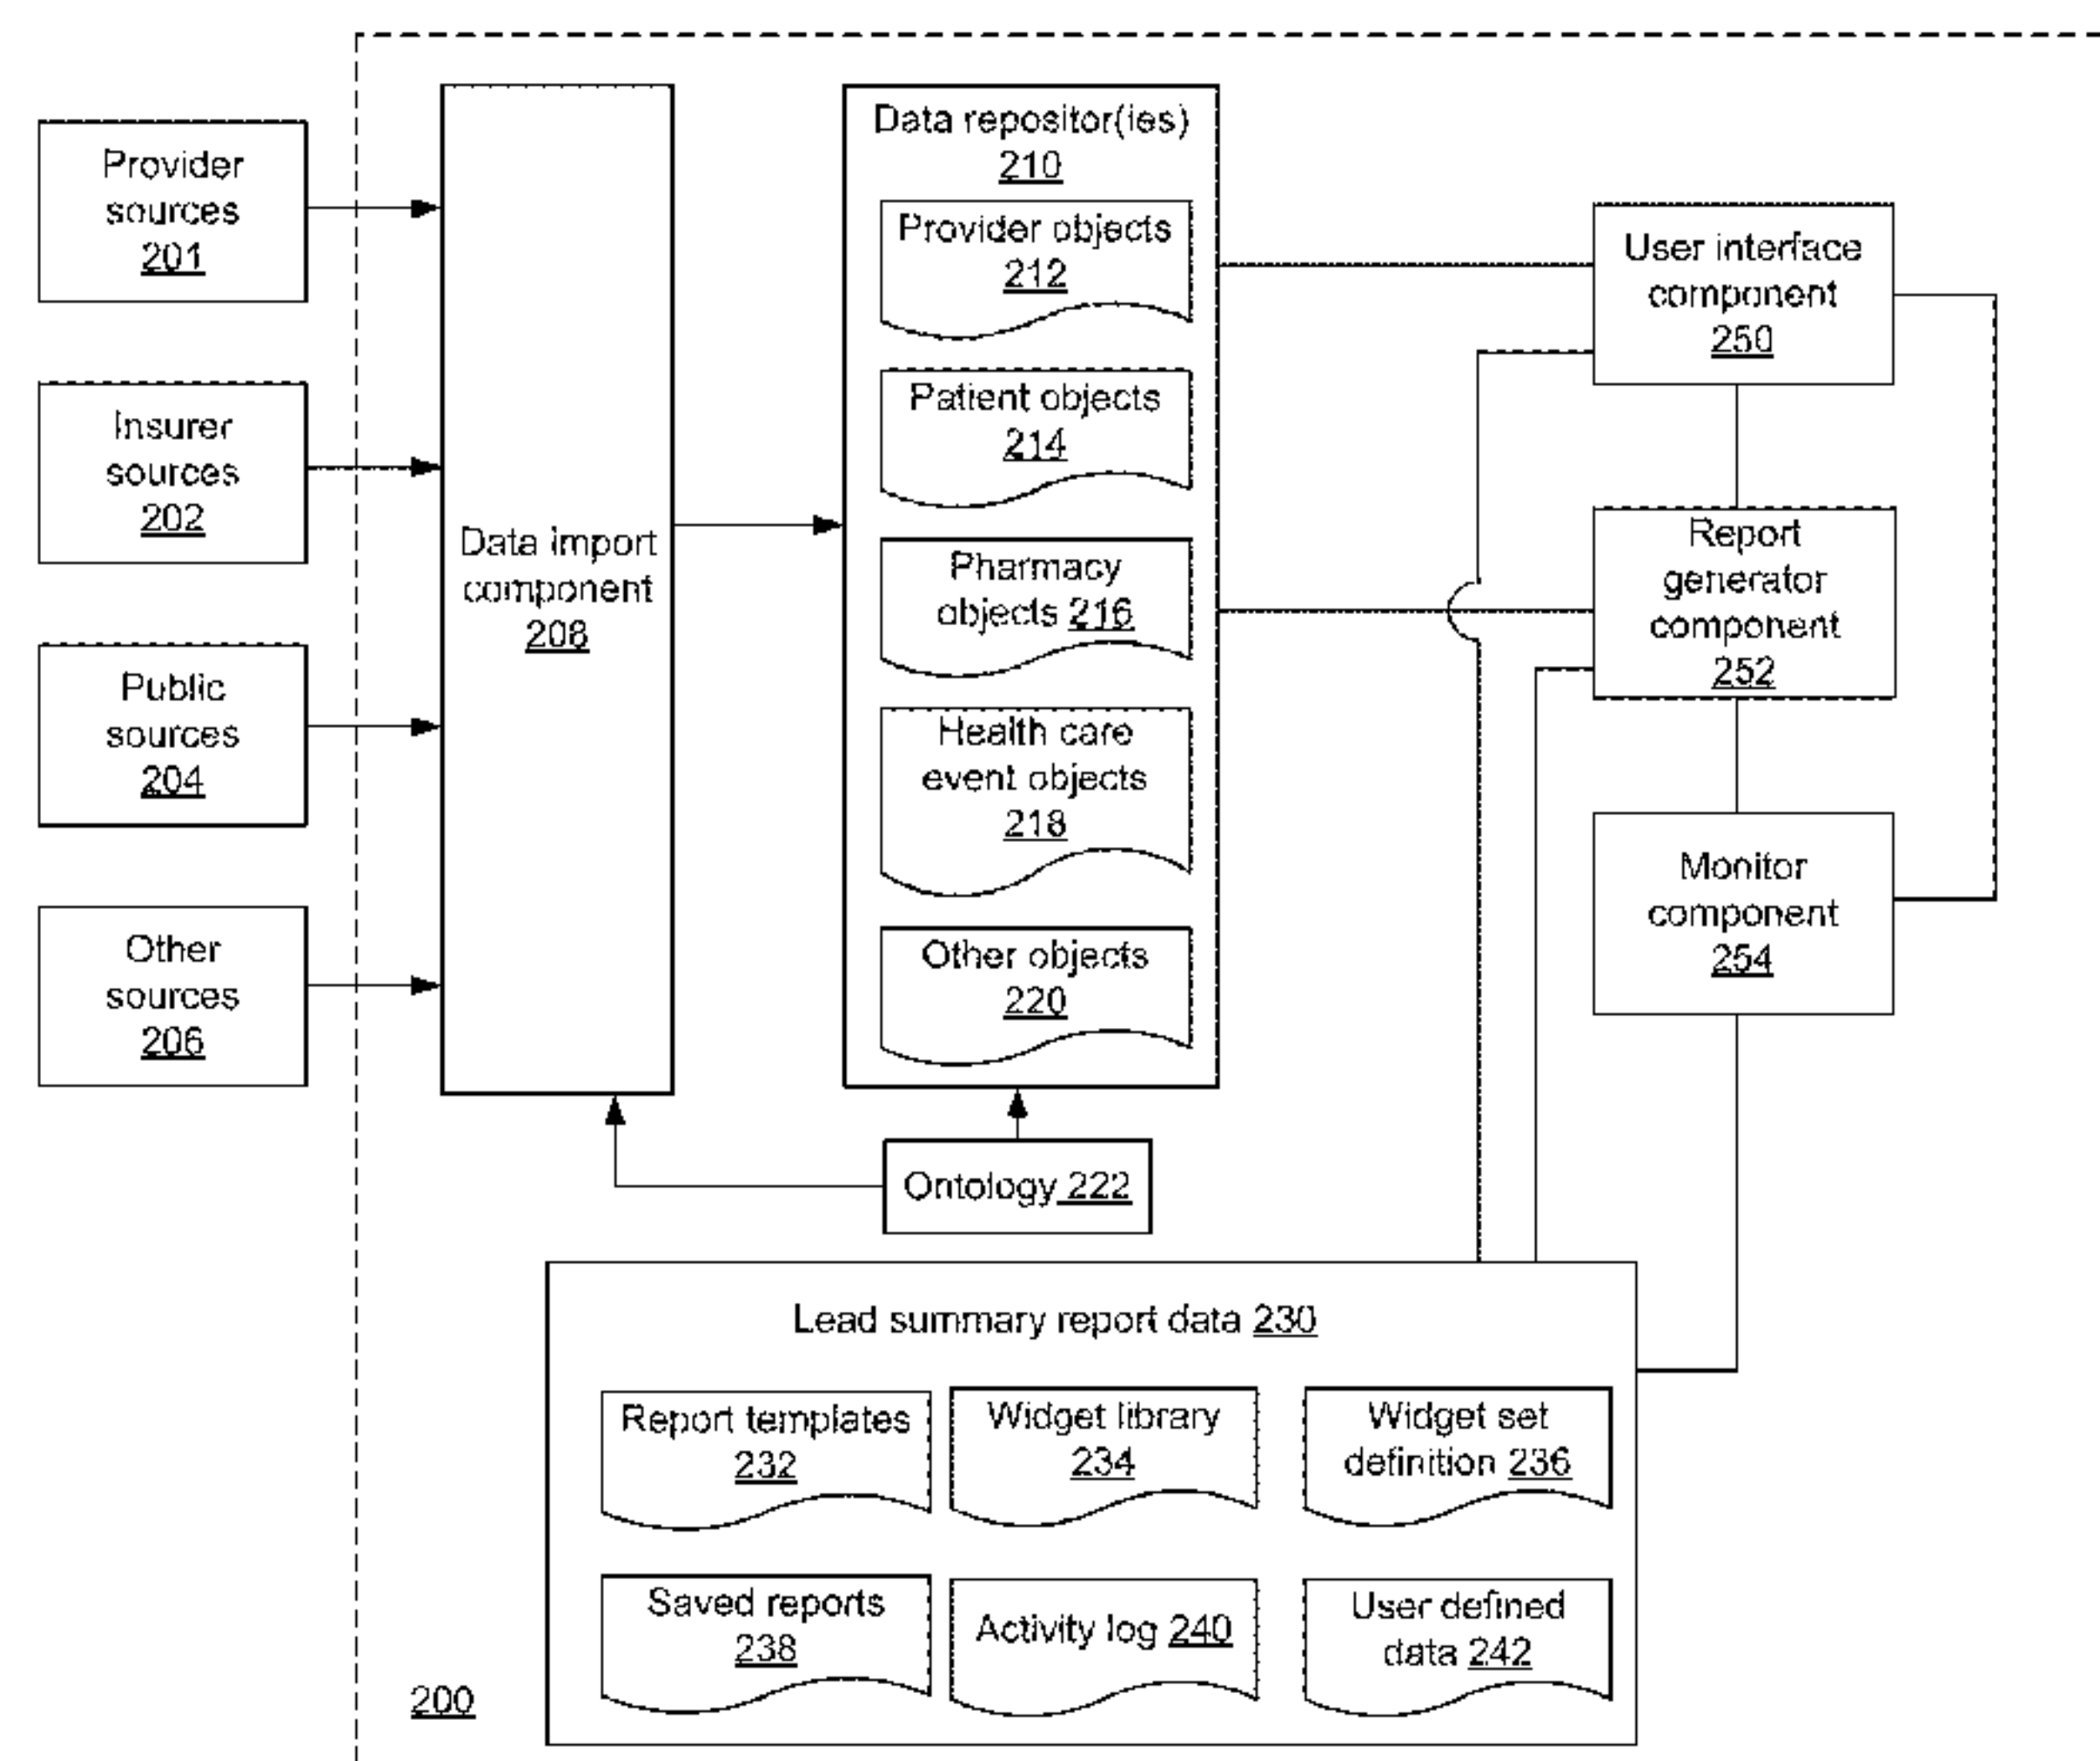 Provider
sources
201
Insurer
sources
202
Public
sources
204
Other
sources
206
Data import
component
208
Data repositor(ies)
210
Provider objects
212
Patient objects
214
Pharmacy
objects 216
Health care
event objects
218
Other objects
220
Ontology 222
User interface
component
250
Report
generator
component
252
Monitor
component
254
Lead summary report data 230
Report templates
232
Widget library
234
Widget set
definition 236
Saved reports
238
Activity log 240
User defined
data 242
200